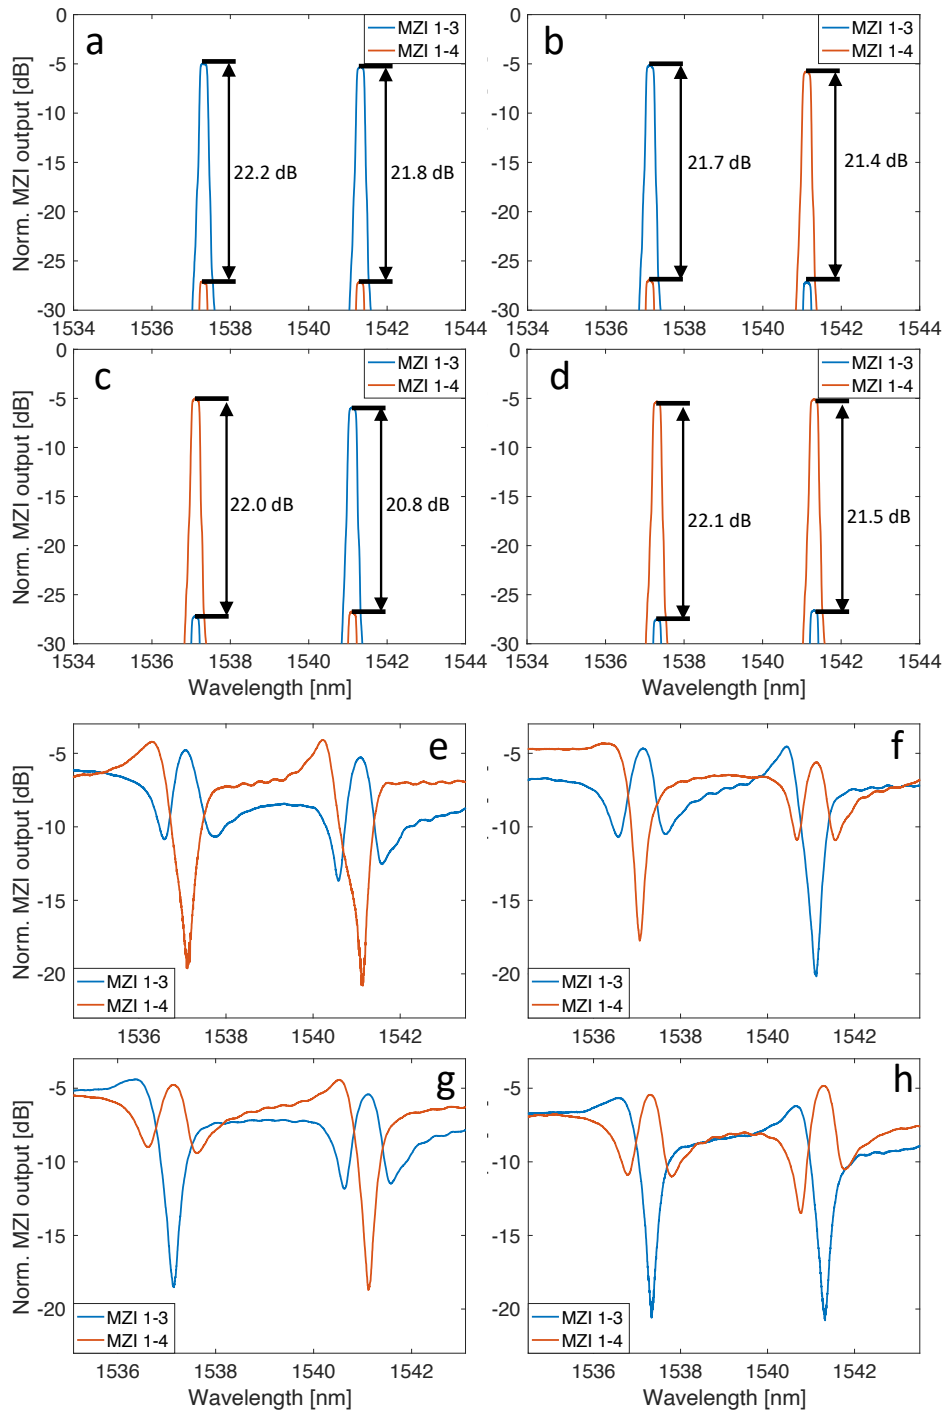 a
MZI 1-3
MZI 1-4
22.2 dB
21.8 dB
Norm. MZI output [dB]
0
-5
-10
-15
-20
-25
-30
1534
1536
1538
1540
1542
1544
b
MZI 1-3
MZI 1-4
21.7 dB
21.4 dB
0
-5
-10
-15
-20
-25
-30
1534
1536
1538
1540
1542
1544
c
MZI 1-3
MZI 1-4
22.0 dB
20.8 dB
Norm. MZI output [dB]
0
-5
-10
-15
-20
-25
-30
1534
1536
1538
1540
1542
1544
Wavelength [nm]
d
MZI 1-3
MZI 1-4
22.1 dB
21.5 dB
0
-5
-10
-15
-20
-25
-30
1534
1536
1538
1540
1542
1544
Wavelength [nm]
e
Norm. MZI output [dB]
-5
-10
-15
-20
MZI 1-3
MZI 1-4
1536
1538
1540
1542
f
-5
-10
-15
-20
MZI 1-3
MZI 1-4
1536
1538
1540
1542
g
Norm. MZI output [dB]
-5
-10
-15
-20
MZI 1-3
MZI 1-4
1536
1538
1540
1542
Wavelength [nm]
h
-5
-10
-15
-20
MZI 1-3
MZI 1-4
1536
1538
1540
1542
Wavelength [nm]